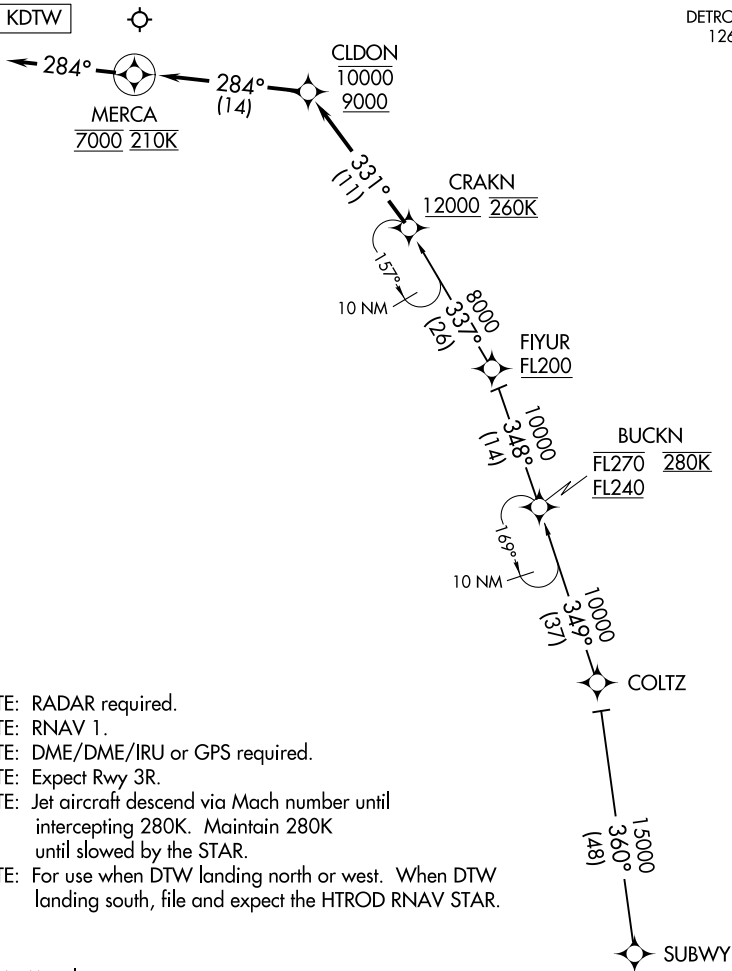 KDTW
DETRO
126
284°
284°
(14)
CLDON
10000
9000
MERCA
7000 210K
331°
(11)
CRAKN
12000 260K
157°
10 NM
8000
337°
(26)
FIYUR
FL200
10000
348°
(14)
BUCKN
FL270 280K
FL240
169°
10 NM
10000
349°
(37)
COLTZ
15000
360°
(48)
SUBWY
TE: RADAR required.
TE: RNAV 1.
TE: DME/DME/IRU or GPS required.
TE: Expect Rwy 3R.
TE: Jet aircraft descend via Mach number until
intercepting 280K. Maintain 280K
until slowed by the STAR.
TE: For use when DTW landing north or west. When DTW
landing south, file and expect the HTROD RNAV STAR.